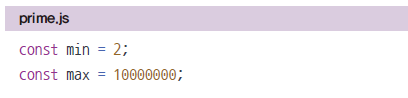 prime.js
const min = 2;
const max = 10000000;